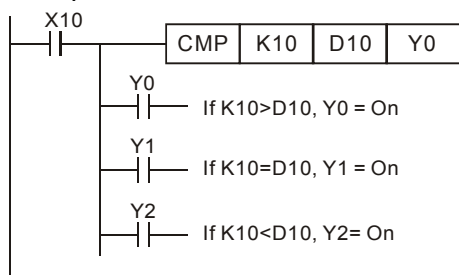 X10
CMP K10 D10 Y0
Y0
If K10>D10, Y0 = On
Y1
If K10=D10, Y1 = On
Y2
If K10<D10, Y2= On